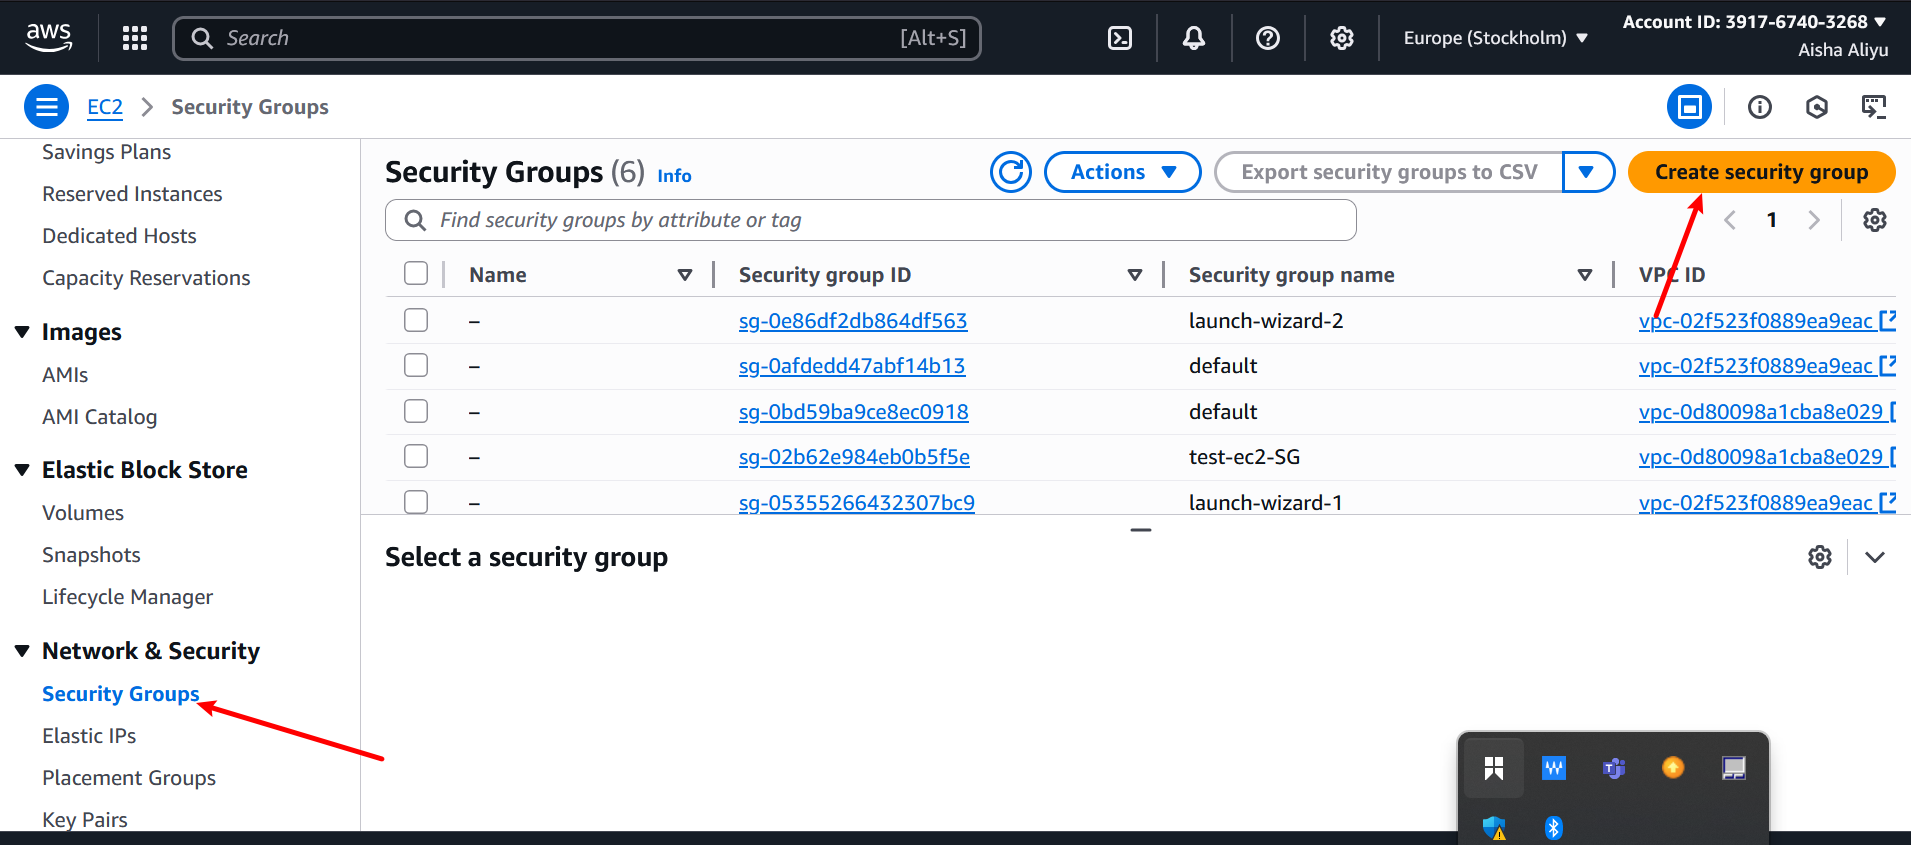 aws
Search [Alt+S]
Europe (Stockholm)
Account ID: 3917-6740-3268
Aisha Aliyu
EC2 Security Groups
Savings Plans
Reserved Instances
Dedicated Hosts
Capacity Reservations
Images
AMIs
AMI Catalog
Elastic Block Store
Volumes
Snapshots
Lifecycle Manager
Network & Security
Security Groups
Elastic IPs
Placement Groups
Key Pairs
Security Groups (6) Info
Actions
Export security groups to CSV
Create security group
Find security groups by attribute or tag
1
Name Security group ID Security group name VPC ID
– sg-0e86df2db864df563 launch-wizard-2 vpc-02f523f0889ea9eac
– sg-0afdedd47abf14b13 default vpc-02f523f0889ea9eac
– sg-0bd59ba9ce8ec0918 default vpc-0d80098a1cba8e029
– sg-02b62e984eb0b5f5e test-ec2-SG vpc-0d80098a1cba8e029
– sg-05355266432307bc9 launch-wizard-1 vpc-02f523f0889ea9eac
Select a security group